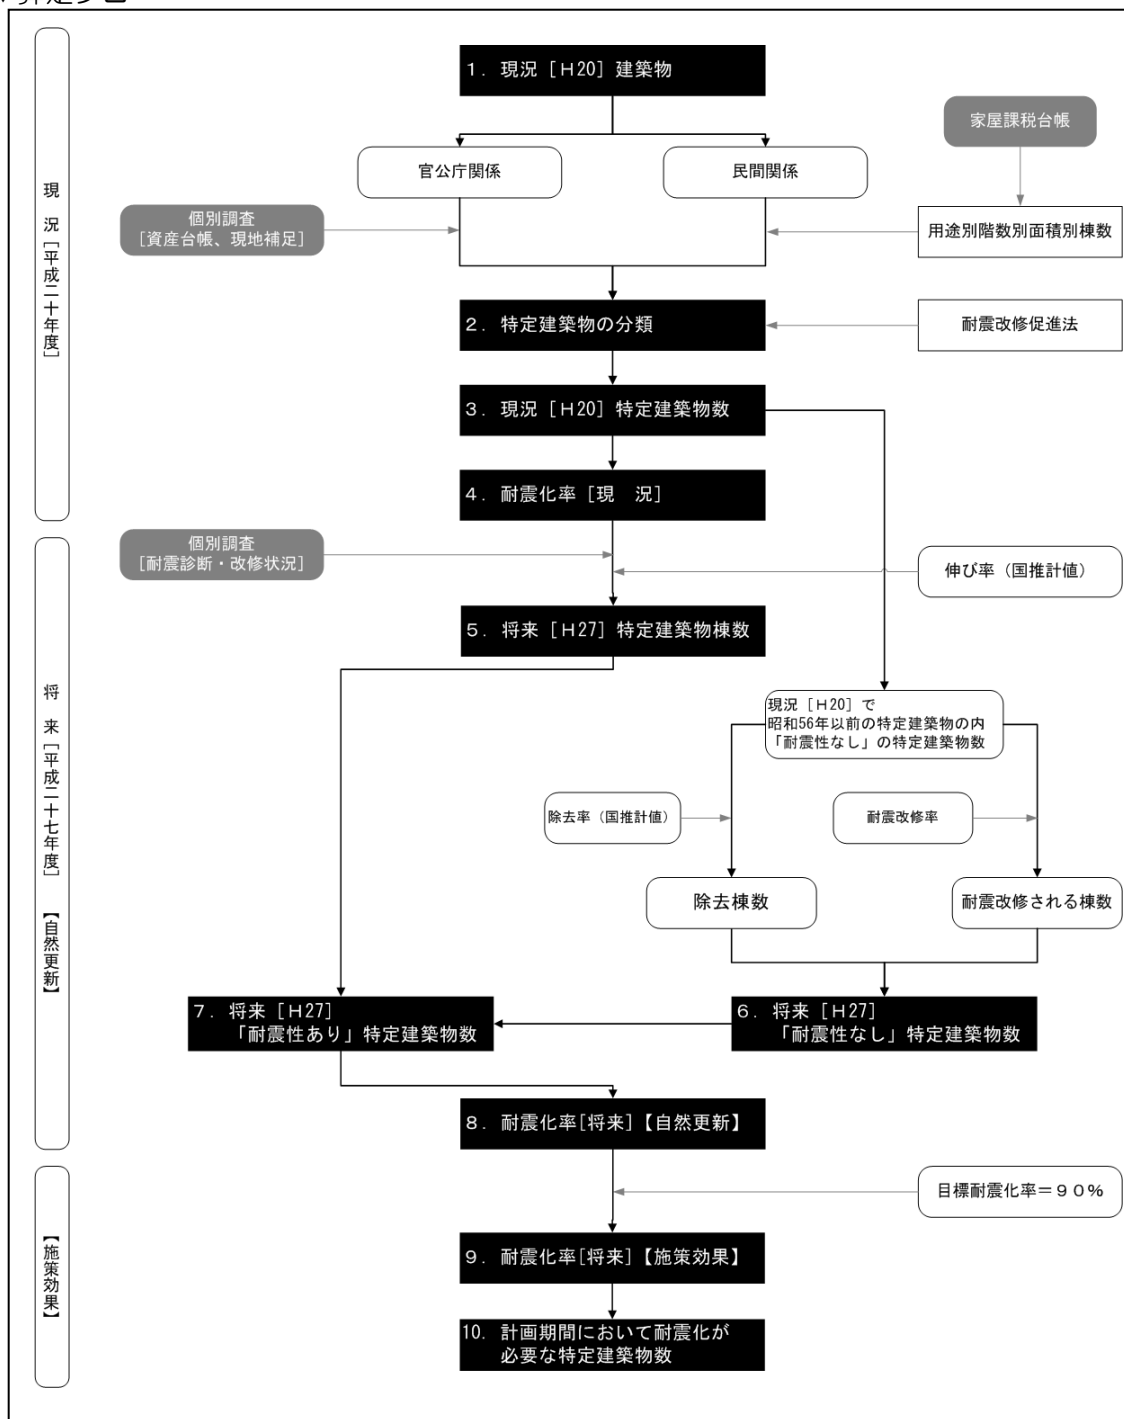 1．現況［H20］建築物
家屋課税台帳
官公庁関係
民間関係
個別調査
［資産台帳、現地補足］
用途別階数別面積別棟数
現況［平成二十年度］
2．特定建築物の分類
耐震改修促進法
3．現況［H20］特定建築物数
4．耐震化率［現　況］
個別調査
［耐震診断・改修状況］
伸び率（国推計値）
5．将来［H27］特定建築物棟数
将来［平成二十七年度］【自然更新】
現況［H20］で
昭和56年以前の特定建築物の内
「耐震性なし」の特定建築物数
除去率（国推計値）
耐震改修率
除去棟数
耐震改修される棟数
7．将来［H27］
「耐震性あり」特定建築物数
6．将来［H27］
「耐震性なし」特定建築物数
8．耐震化率[将来]【自然更新】
目標耐震化率＝９０％
【施策効果】
9．耐震化率[将来]【施策効果】
10．計画期間において耐震化が
必要な特定建築物数